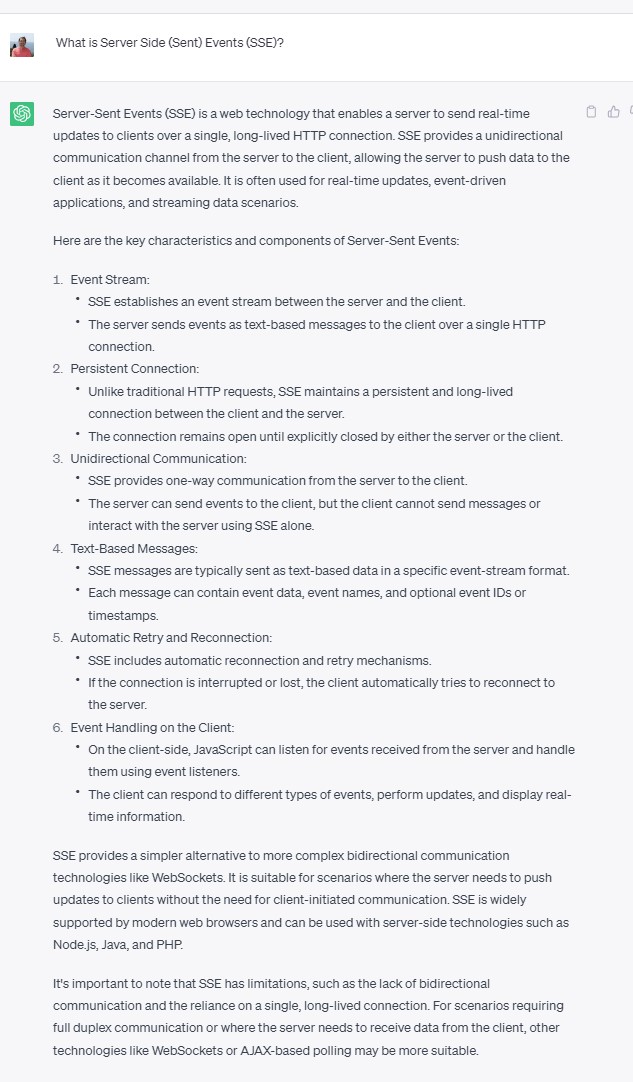 What is Server Side (Sent) Events (SSE)?
Server-Sent Events (SSE) is a web technology that enables a server to send real-time
updates to clients over a single, long-lived HTTP connection. SSE provides a unidirectional
communication channel from the server to the client, allowing the server to push data to the
client as it becomes available. It is often used for real-time updates, event-driven
applications, and streaming data scenarios.
Here are the key characteristics and components of Server-Sent Events:
1. Event Stream:
• SSE establishes an event stream between the server and the client.
• The server sends events as text-based messages to the client over a single HTTP
connection.
2. Persistent Connection:
• Unlike traditional HTTP requests, SSE maintains a persistent and long-lived
connection between the client and the server.
• The connection remains open until explicitly closed by either the server or the client.
3. Unidirectional Communication:
• SSE provides one-way communication from the server to the client.
• The server can send events to the client, but the client cannot send messages or
interact with the server using SSE alone.
4. Text-Based Messages:
• SSE messages are typically sent as text-based data in a specific event-stream format.
• Each message can contain event data, event names, and optional event IDs or
timestamps.
5. Automatic Retry and Reconnection:
• SSE includes automatic reconnection and retry mechanisms.
• If the connection is interrupted or lost, the client automatically tries to reconnect to
the server.
6. Event Handling on the Client:
• On the client-side, JavaScript can listen for events received from the server and handle
them using event listeners.
• The client can respond to different types of events, perform updates, and display real-
time information.
SSE provides a simpler alternative to more complex bidirectional communication
technologies like WebSockets. It is suitable for scenarios where the server needs to push
updates to clients without the need for client-initiated communication. SSE is widely
supported by modern web browsers and can be used with server-side technologies such as
Node.js, Java, and PHP.
It's important to note that SSE has limitations, such as the lack of bidirectional
communication and the reliance on a single, long-lived connection. For scenarios requiring
full duplex communication or where the server needs to receive data from the client, other
technologies like WebSockets or AJAX-based polling may be more suitable.